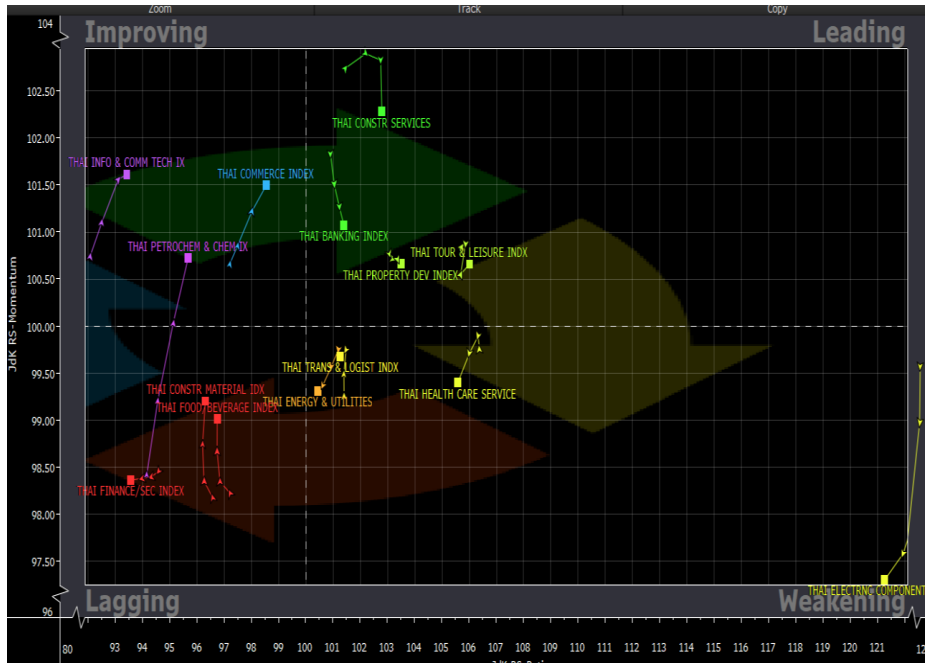 Zoom Track Copy
104
Improving Leading
102.50
THAI CONSTR SERVICES
102.00
THAI INFO & COMM TECH IX
THAI COMMERCE INDEX
101.50
101.00
THAI BANKING INDEX
THAI PETROCHEM & CHEM IX
THAI TOUR & LEISURE INDX
100.50
THAI PROPERTY DEV INDEX
JdK RS-Momentum
100.00
99.50
THAI TRANS & LOGIST INDX
THAI CONSTR MATERIAL IDX
THAI HEALTH CARE SERVICE
THAI ENERGY & UTILITIES
THAI FOOD/BEVERAGE INDEX
99.00
98.50
THAI FINANCE/SEC INDEX
98.00
97.50
THAI ELECTRNC COMPONENT
Lagging Weakening
96
80 93 94 95 96 97 98 99 100 101 102 103 104 105 106 107 108 109 110 111 112 113 114 115 116 117 118 119 120 121